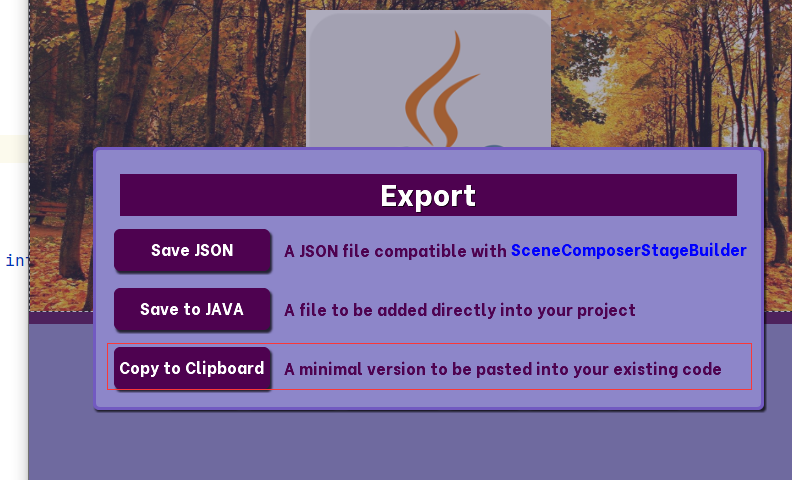 Export
Save JSON A JSON file compatible with SceneComposerStageBuilder
Save to JAVA A file to be added directly into your project
Copy to Clipboard A minimal version to be pasted into your existing code